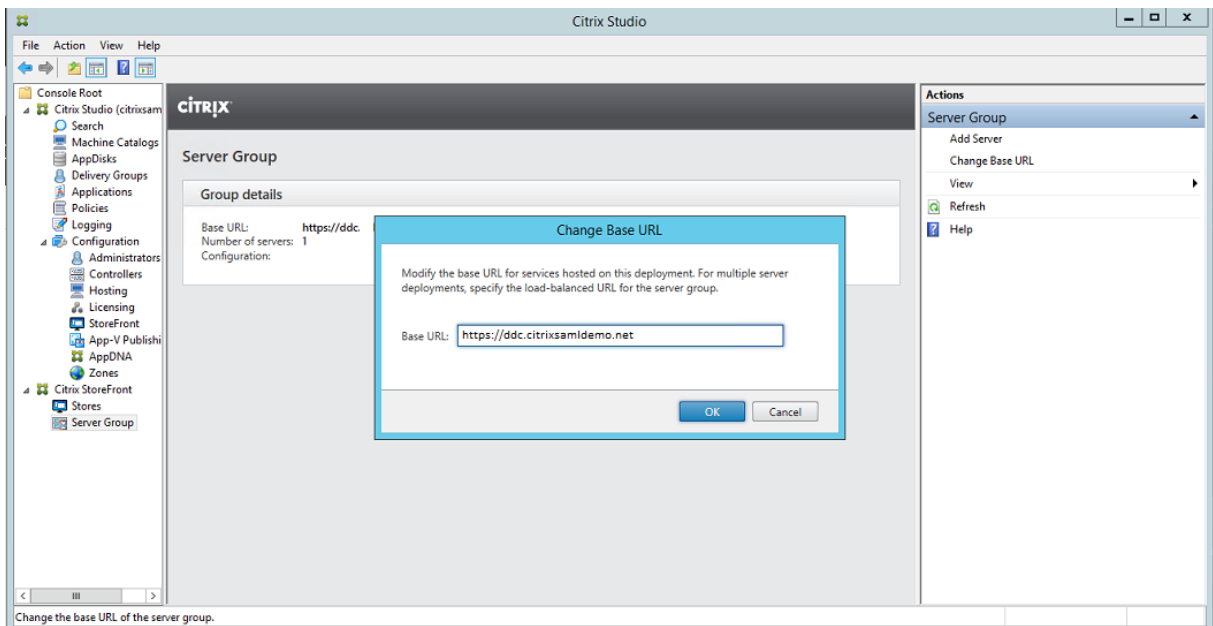 Citrix Studio
File Action View Help
Console Root
Citrix Studio (citrixsam
Search
Machine Catalogs
AppDisks
Delivery Groups
Applications
Policies
Logging
Configuration
Administrators
Controllers
Hosting
Licensing
StoreFront
App-V Publishi
AppDNA
Zones
Citrix StoreFront
Stores
Server Group
CİTRIX
Server Group
Group details
Base URL: https://ddc.
Number of servers: 1
Configuration:
Change Base URL
Modify the base URL for services hosted on this deployment. For multiple server
deployments, specify the load-balanced URL for the server group.
Base URL: https://ddc.citrixsamldemo.net
OK Cancel
Actions
Server Group
Add Server
Change Base URL
View
Refresh
Help
Change the base URL of the server group.